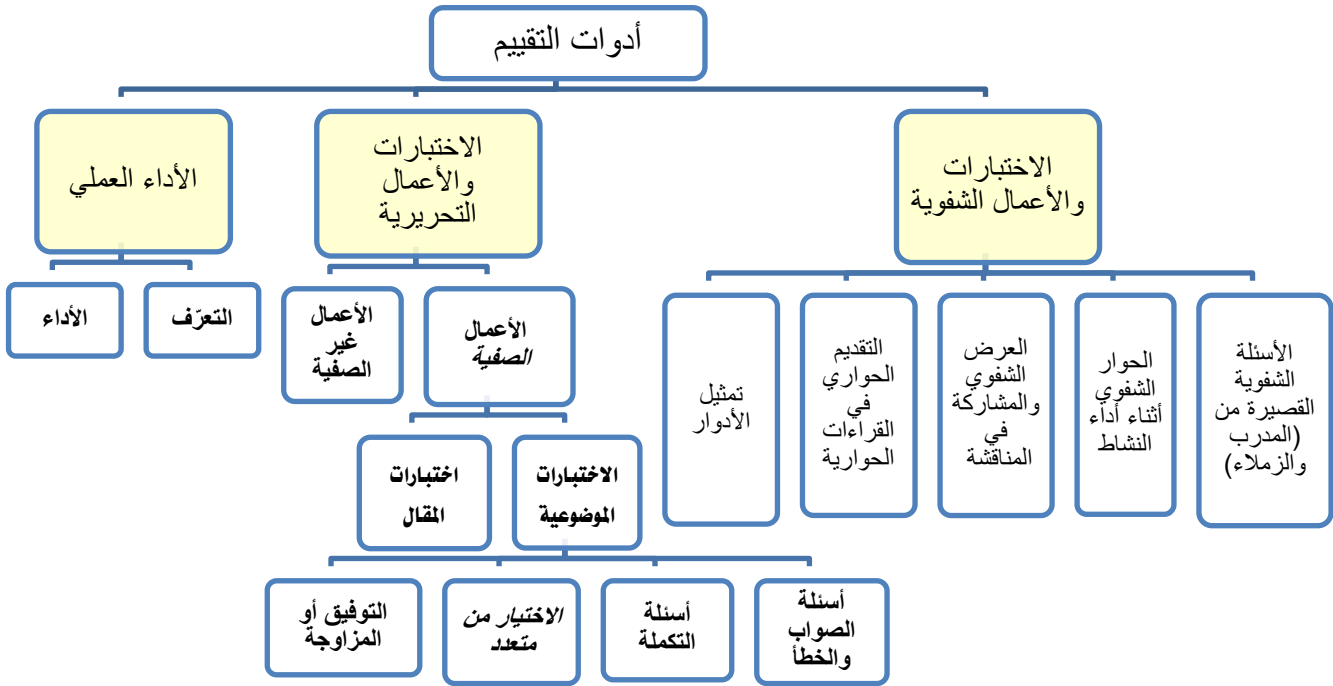 أدوات التقييم
الاختبارات
والأعمال الشفوية
الاختبارات
والأعمال
التحريرية
الأداء العملي
الأسئلة
الشفوية
القصيرة من
(المدرب
والزملاء)
الحوار
الشفوي
أثناء أداء
النشاط
العرض
الشفوي
والمشاركة
في
المناقشة
التقديم
الحواري
في
القراءات
الحوارية
تمثيل
الأدوار
الأعمال
الصفية
الأعمال
غير
الصفية
التعرّف
الأداء
الاختبارات
الموضوعية
اختبارات
المقال
أسئلة
الصواب
والخطأ
أسئلة
التكملة
الاختيار من
متعدد
التوفيق أو
المزاوجة